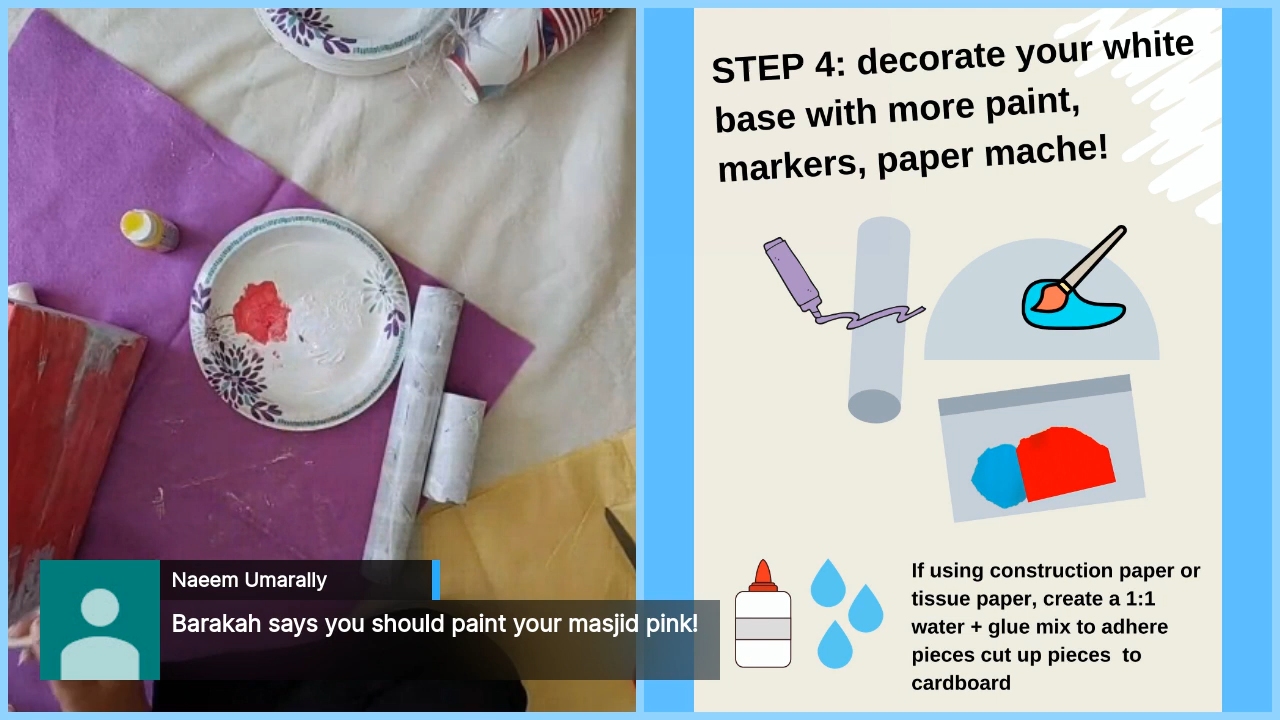 STEP 4: decorate your white
base with more paint,
markers, paper mache!
If using construction paper or
tissue paper, create a 1:1
water + glue mix to adhere
pieces cut up pieces  to
cardboard
Naeem Umarally
Barakah says you should paint your masjid pink!